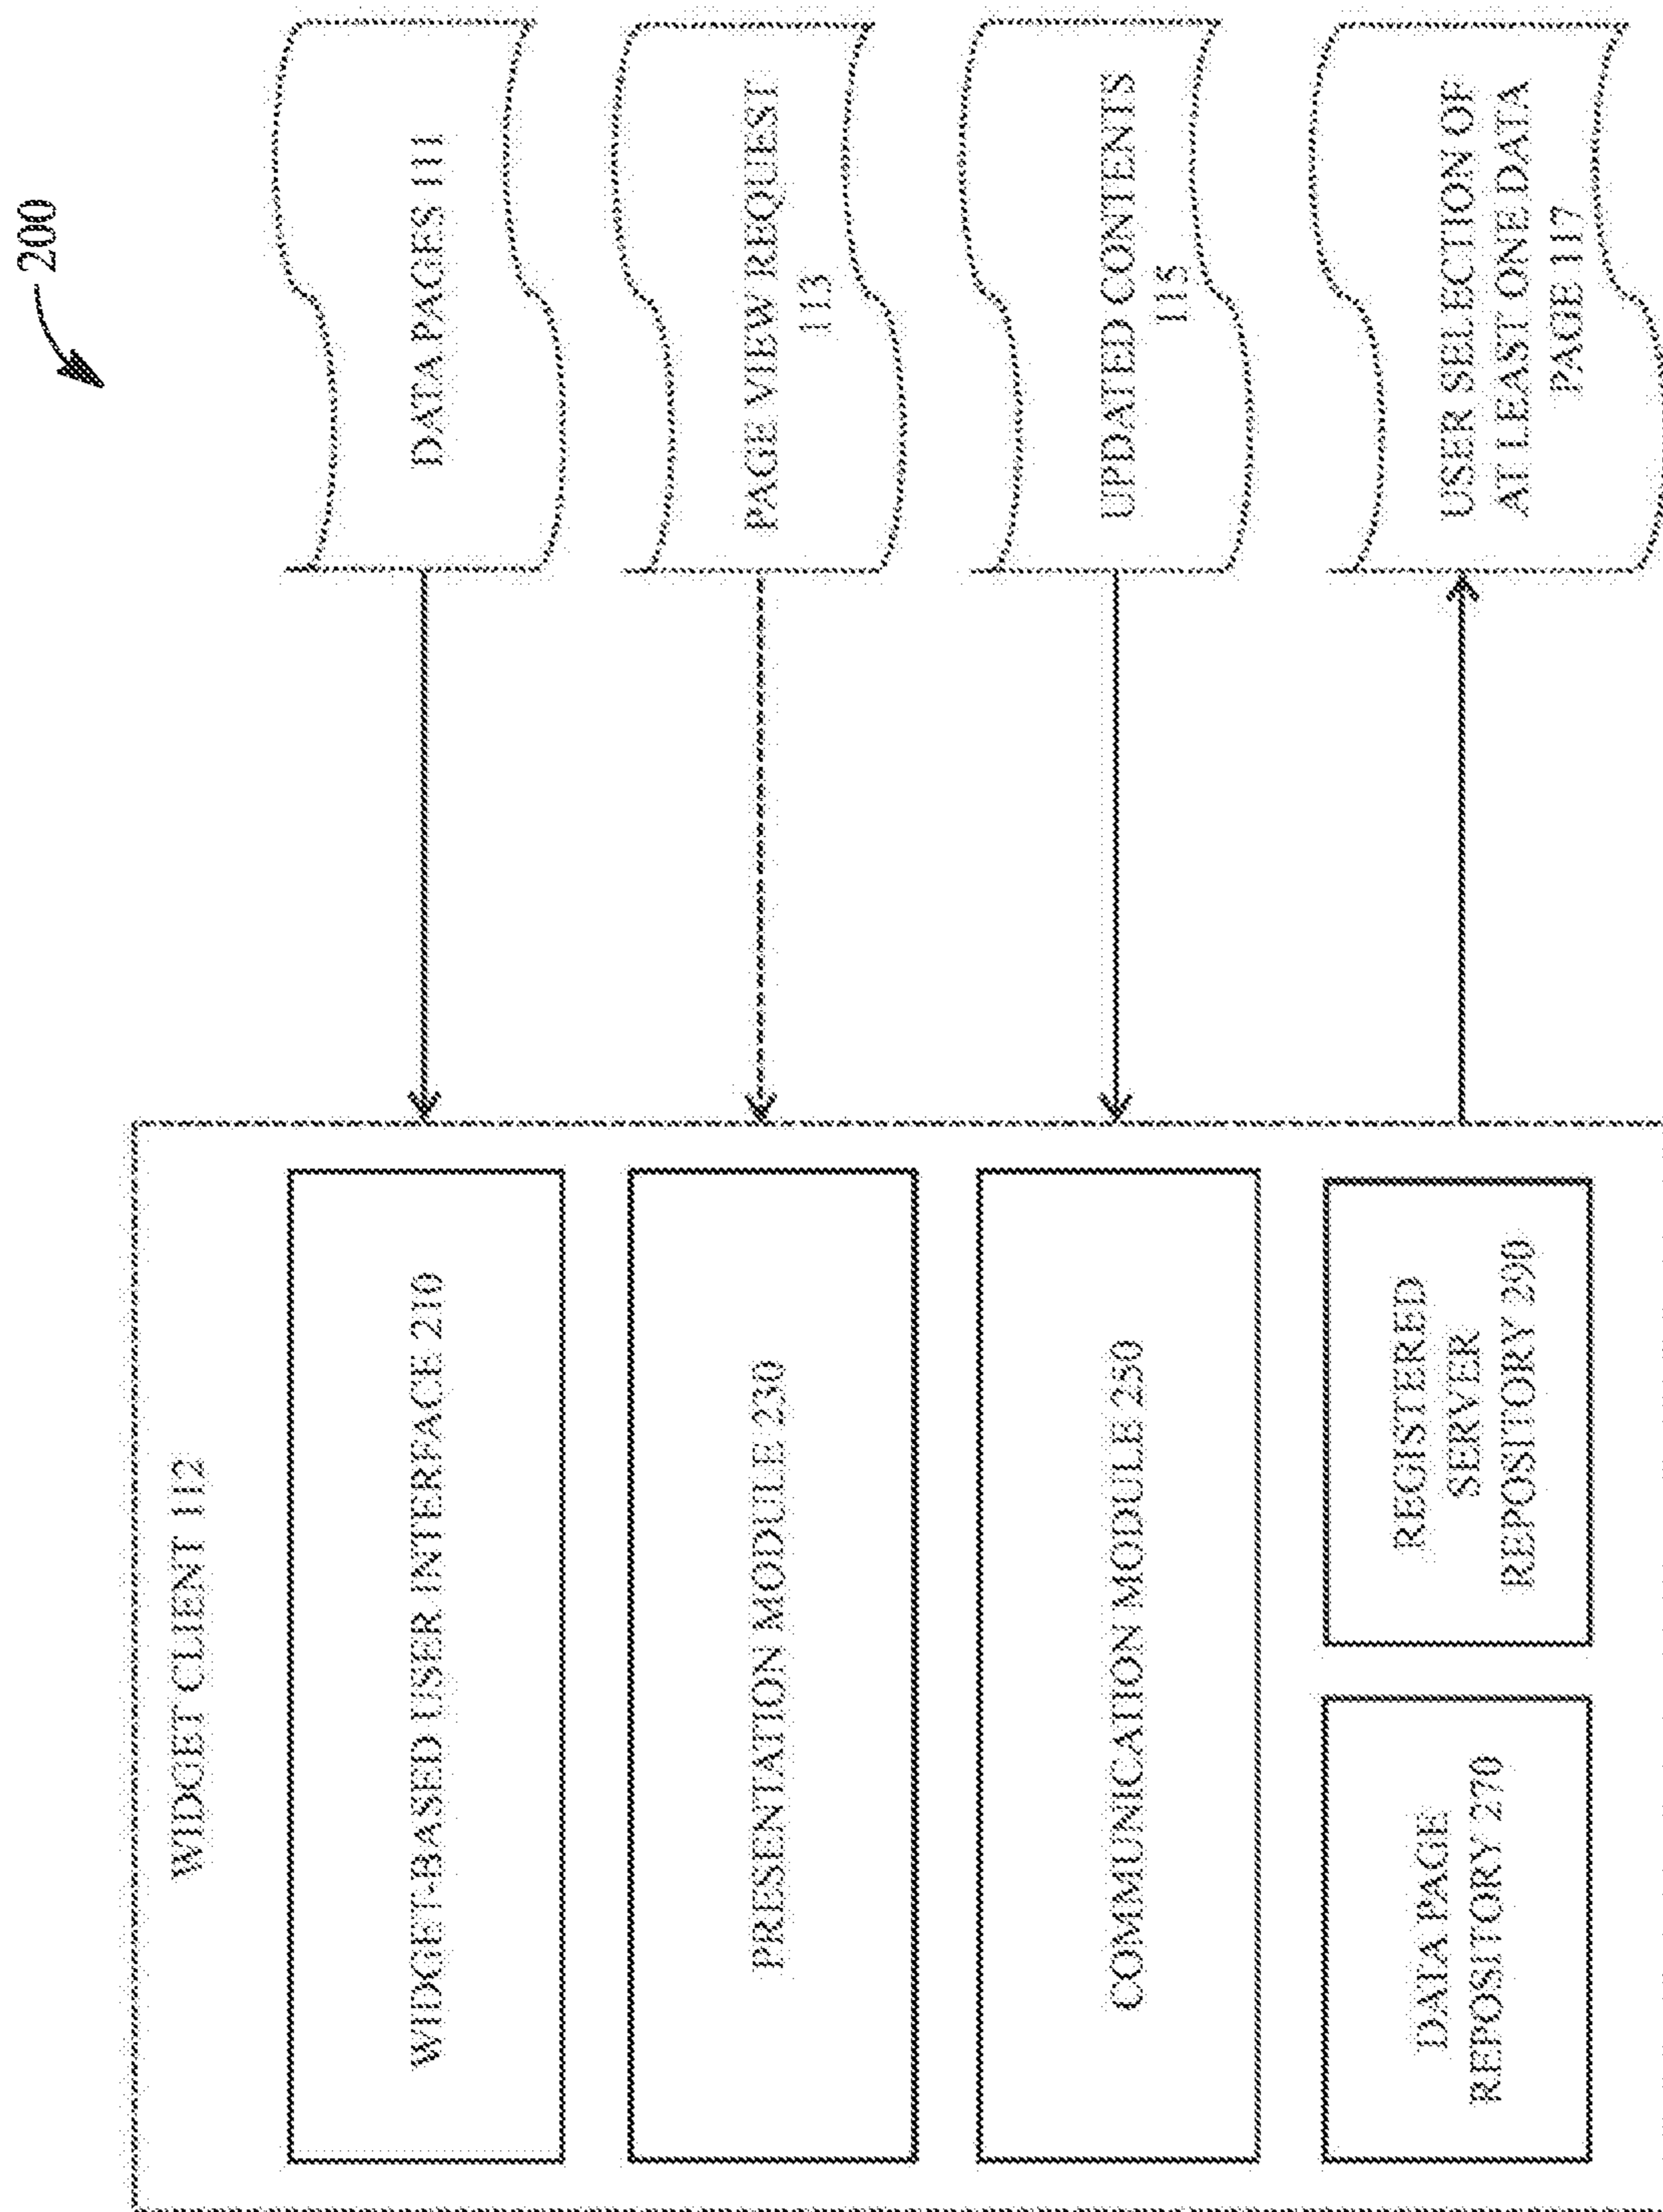 200
WIDGET CLIENT 112
WIDGET-BASED USER INTERFACE 210
PRESENTATION MODULE 230
COMMUNICATION MODULE 250
DATA PAGE
REPOSITORY 270
REGISTERED
SERVER
REPOSITORY 290
DATA PAGES 111
PAGE VIEW REQUEST
113
UPDATED CONTENTS
115
USER SELECTION OF
AT LEAST ONE DATA
PAGE 117